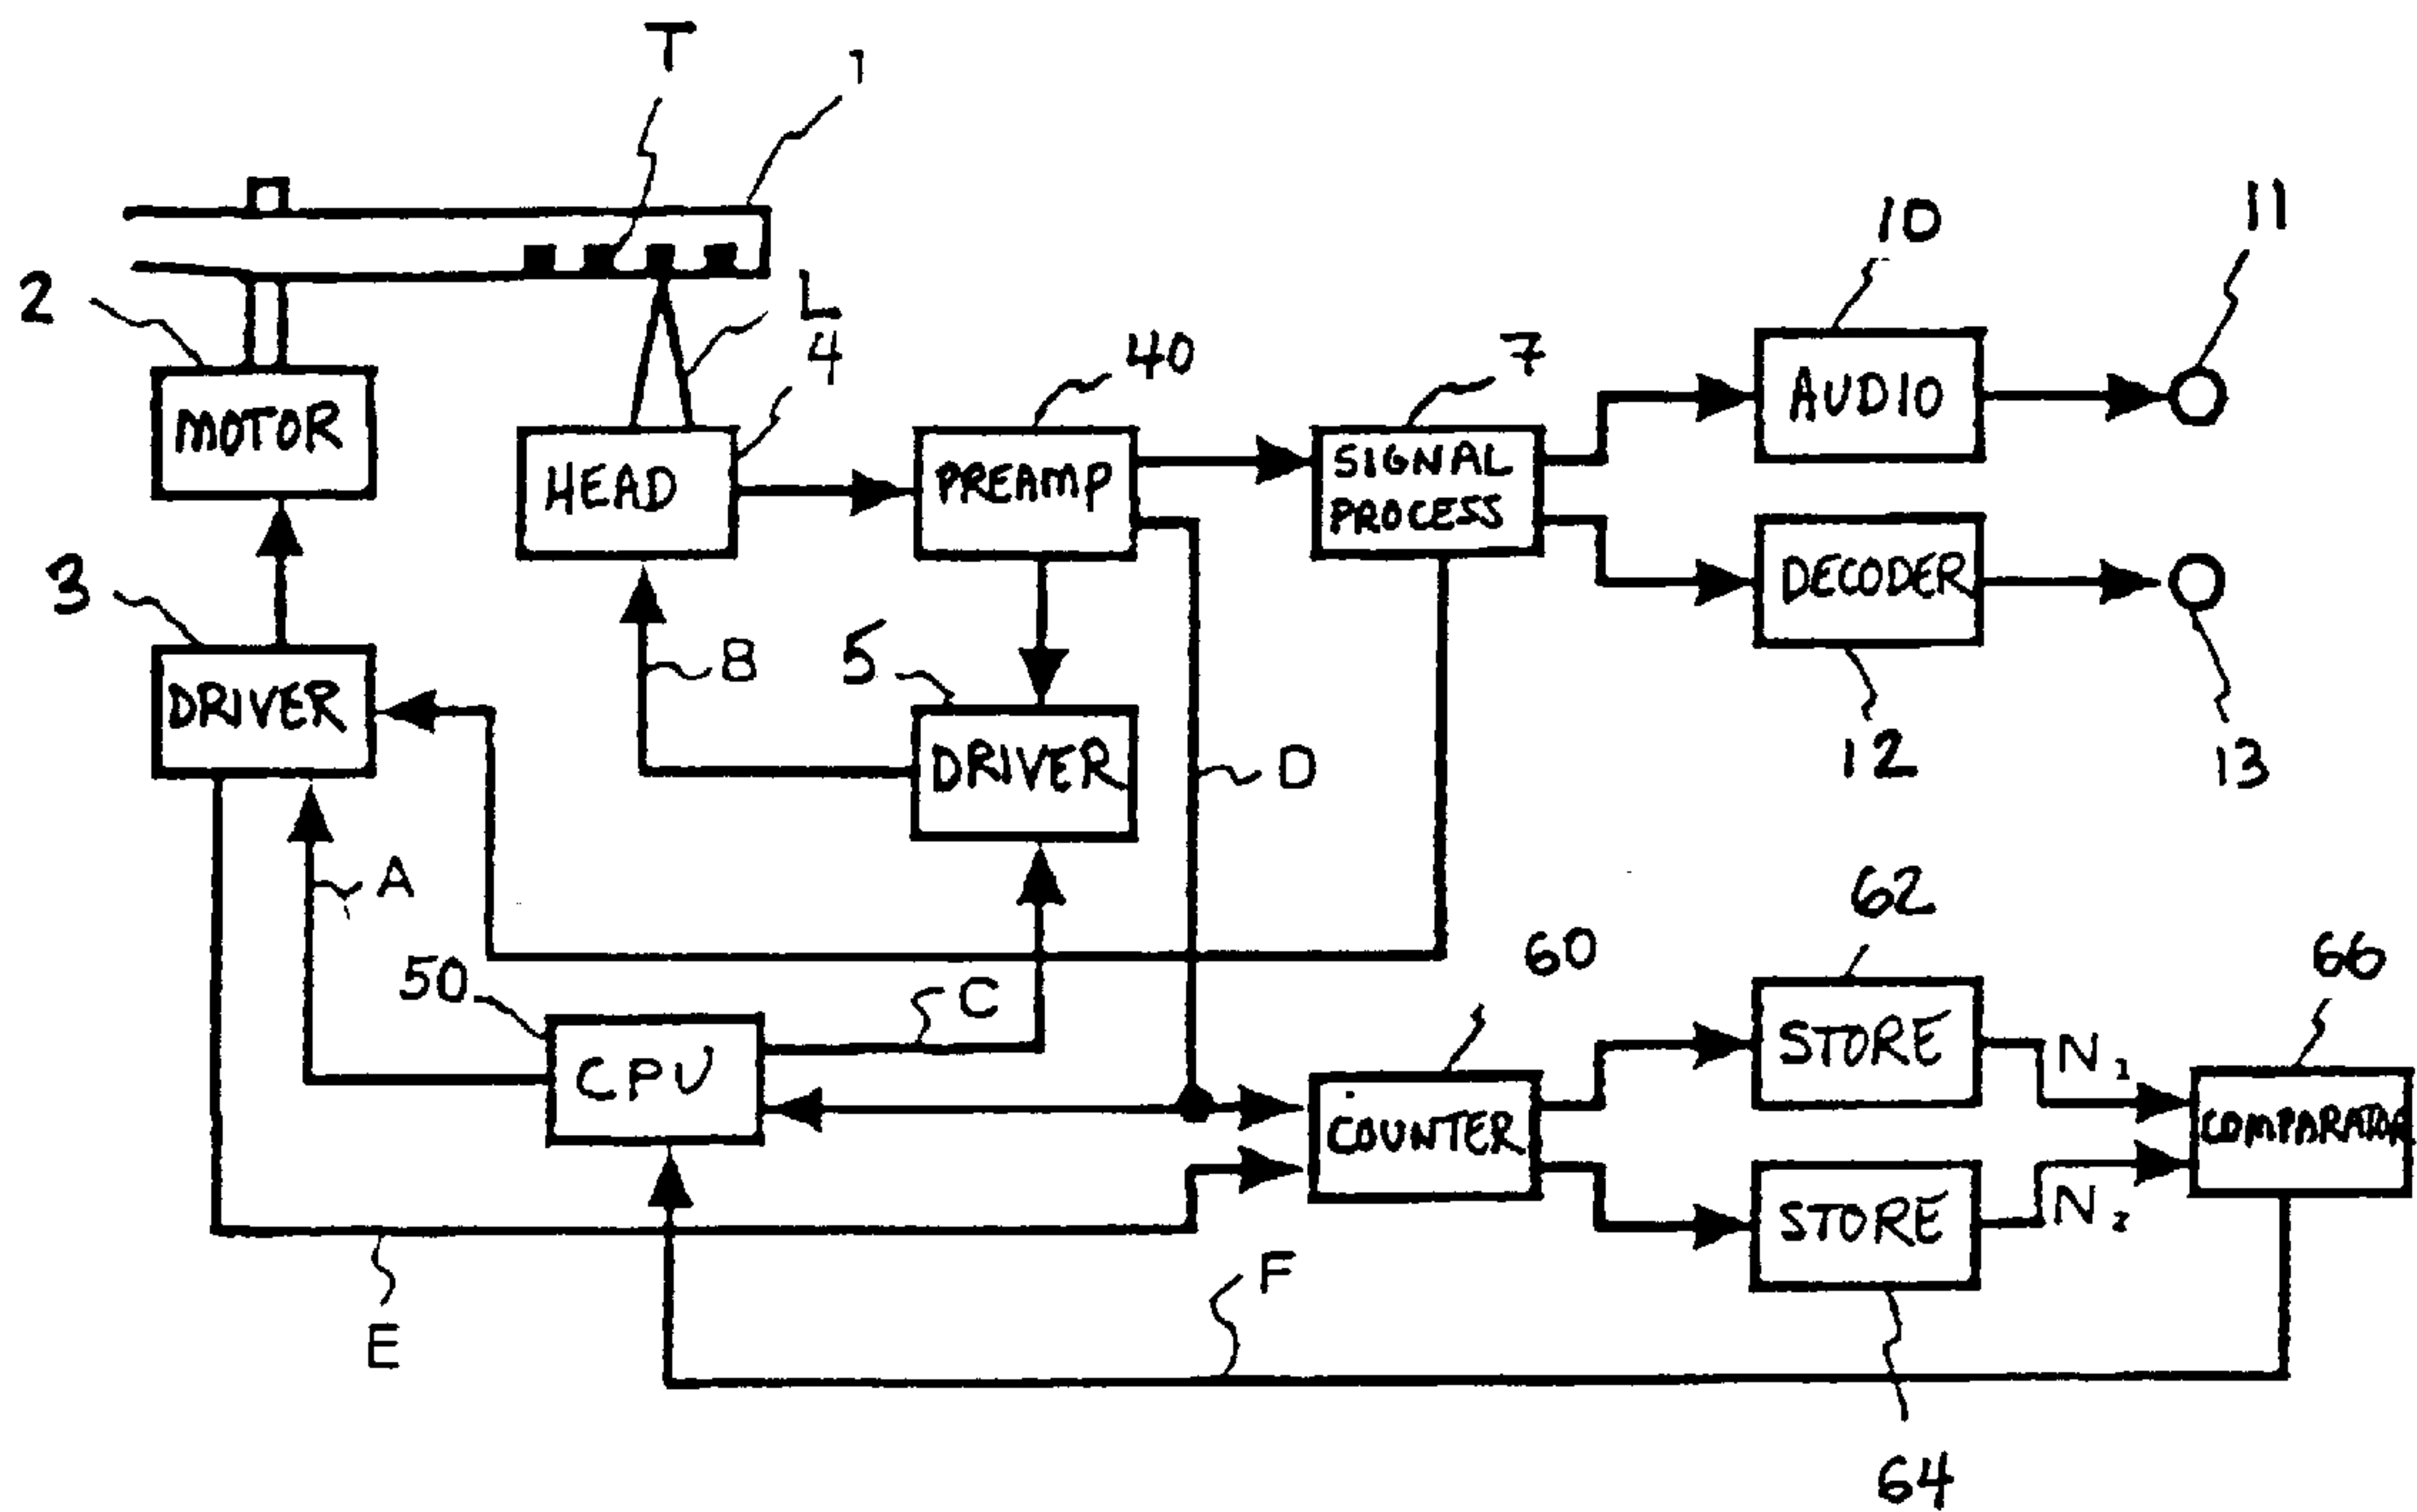 T
1
2
L
4
40
7
10
11
MOTOR
HEAD
PREAMP
SIGNAL
PROCESS
AUDIO
DECODER
3
B
5
DRIVER
DRIVER
D
12
13
A
50
C
60
62
66
CPU
COUNTER
STORE
N1
COMPARATOR
STORE
N2
E
F
64